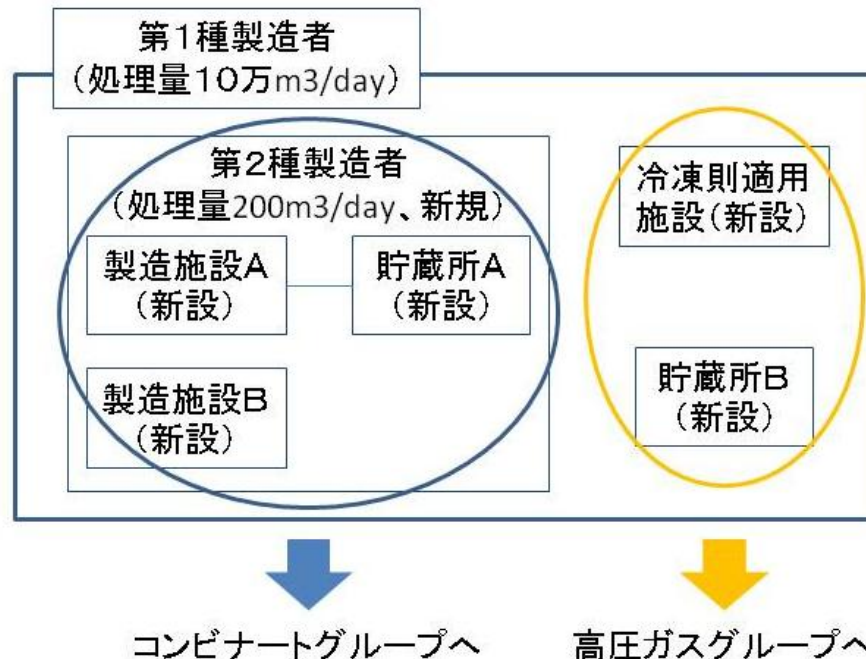 第１種製造者
（処理量１０万m3/day）
第２種製造者
（処理量200m3/day、新規）
製造施設Ａ
（新設）
貯蔵所Ａ
（新設）
製造施設Ｂ
（新設）
冷凍則適用
施設（新設）
貯蔵所Ｂ
（新設）
コンビナートグループへ
高圧ガスグループへ